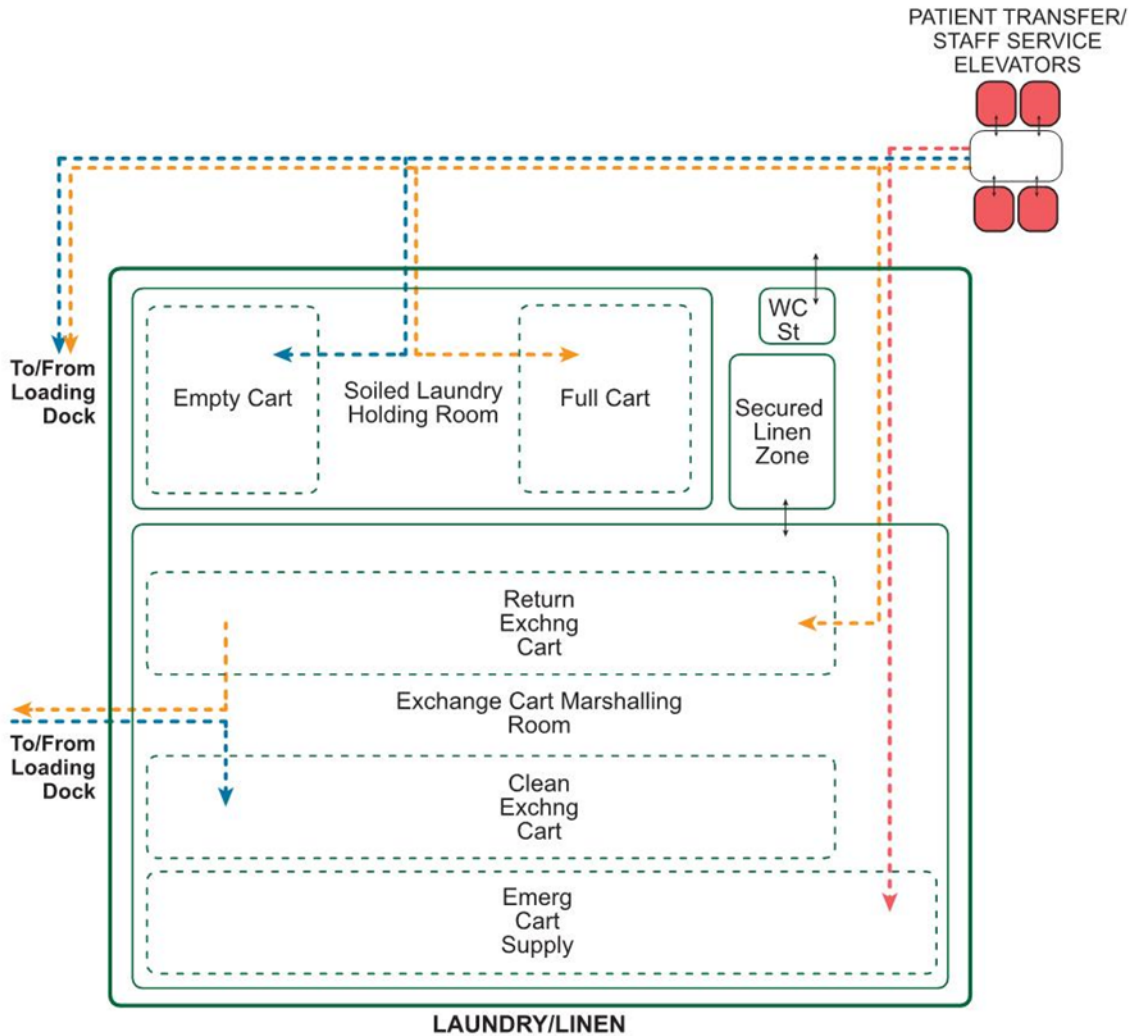 PATIENT TRANSFER/
STAFF SERVICE
ELEVATORS
To/From
Loading
Dock
Empty Cart
Soiled Laundry
Holding Room
Full Cart
WC
St
Secured
Linen
Zone
Return
Exchng
Cart
Exchange Cart Marshalling
Room
To/From
Loading
Dock
Clean
Exchng
Cart
Emerg
Cart
Supply
LAUNDRY/LINEN